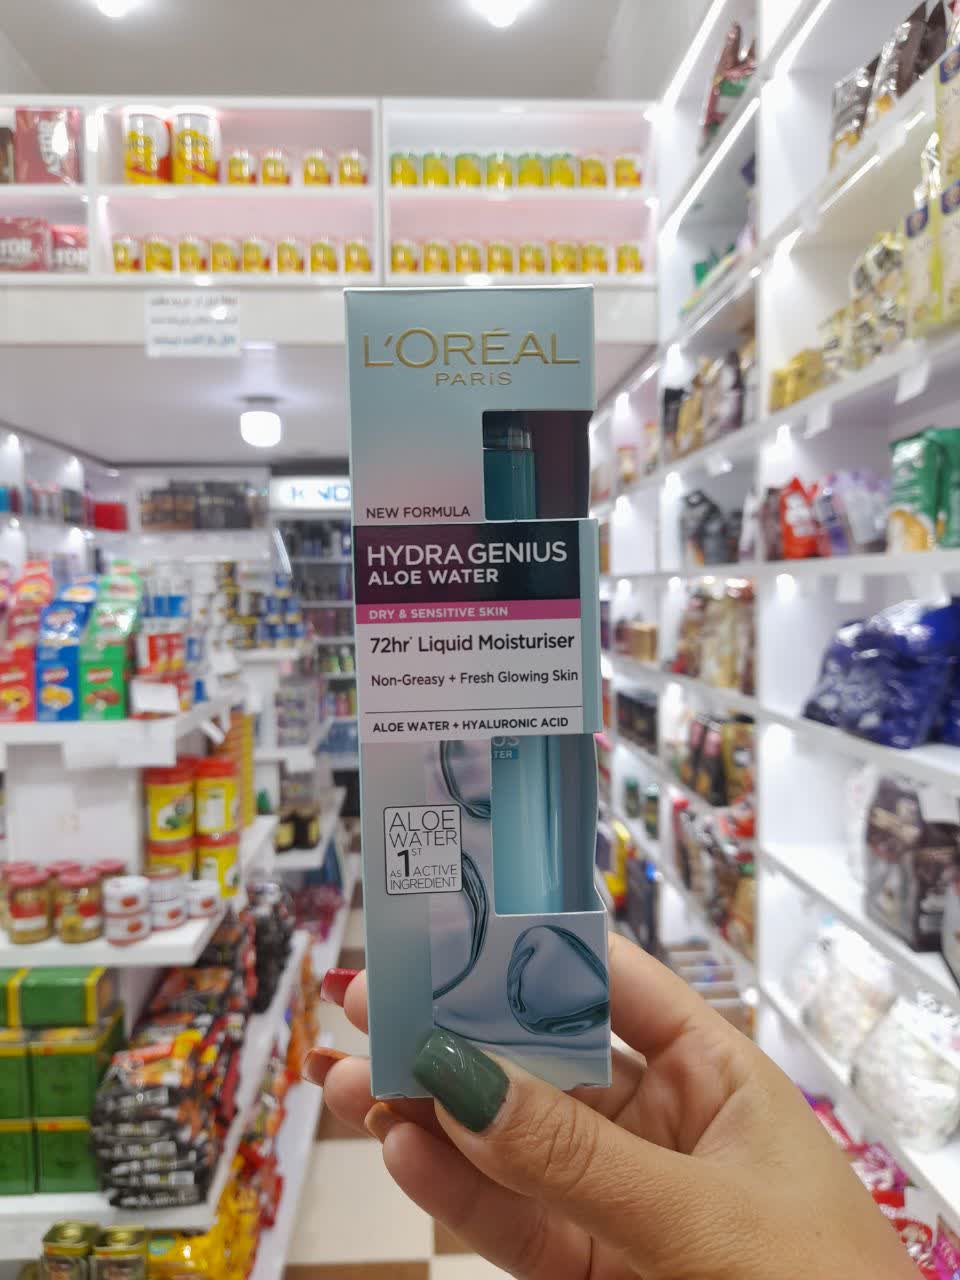 L'ORÉAL
PARIS
NEW FORMULA
HYDRA GENIUS
ALOE WATER
DRY & SENSITIVE SKIN
72hr* Liquid Moisturiser
Non-Greasy + Fresh Glowing Skin
ALOE WATER + HYALURONIC ACID
ALOE
WATER
AS 1ST ACTIVE
INGREDIENT